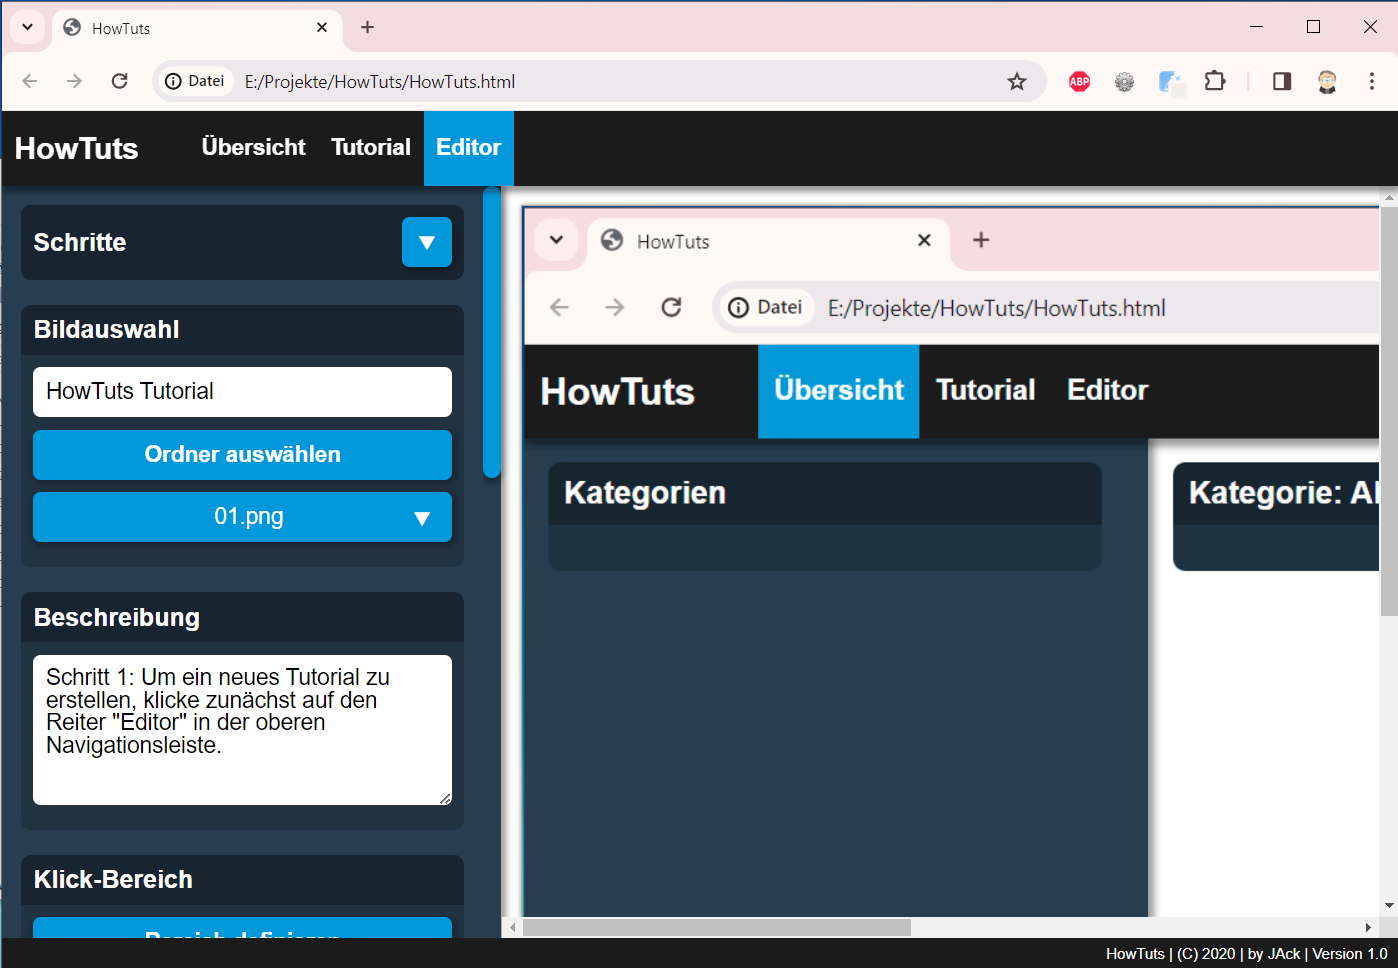 HowTuts
Datei E:/Projekte/HowTuts/HowTuts.html
ABP
HowTuts Übersicht Tutorial Editor
Schritte
Bildauswahl
HowTuts Tutorial
Ordner auswählen
01.png
Beschreibung
Schritt 1: Um ein neues Tutorial zu
erstellen, klicke zunächst auf den
Reiter "Editor" in der oberen
Navigationsleiste.
Klick-Bereich
Bereich definieren
HowTuts
Datei E:/Projekte/HowTuts/HowTuts.html
HowTuts Übersicht Tutorial Editor
Kategorien
Kategorie: Al
HowTuts | (C) 2020 | by JAck | Version 1.0